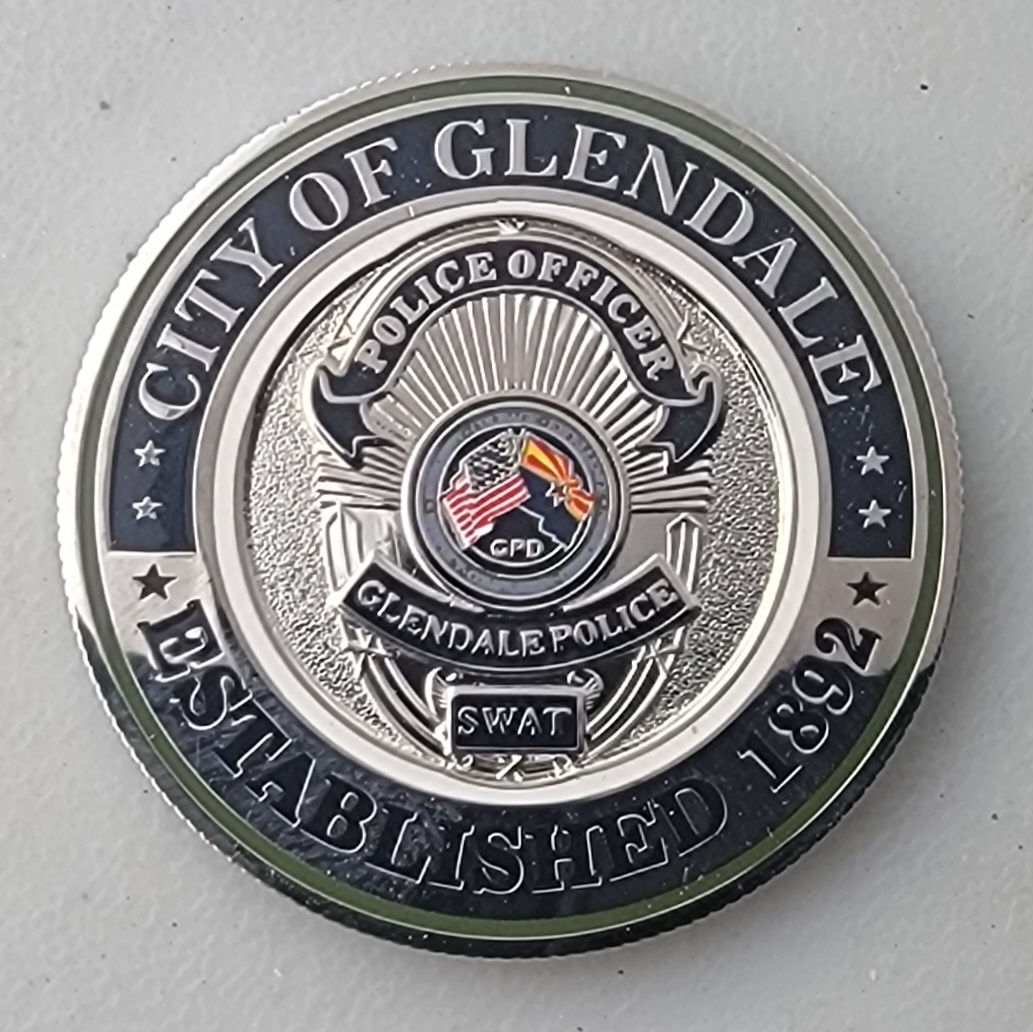 CITY OF GLENDALE
POLICE OFFICER
GPD
GLENDALE POLICE
SWAT
ESTABLISHED 1892